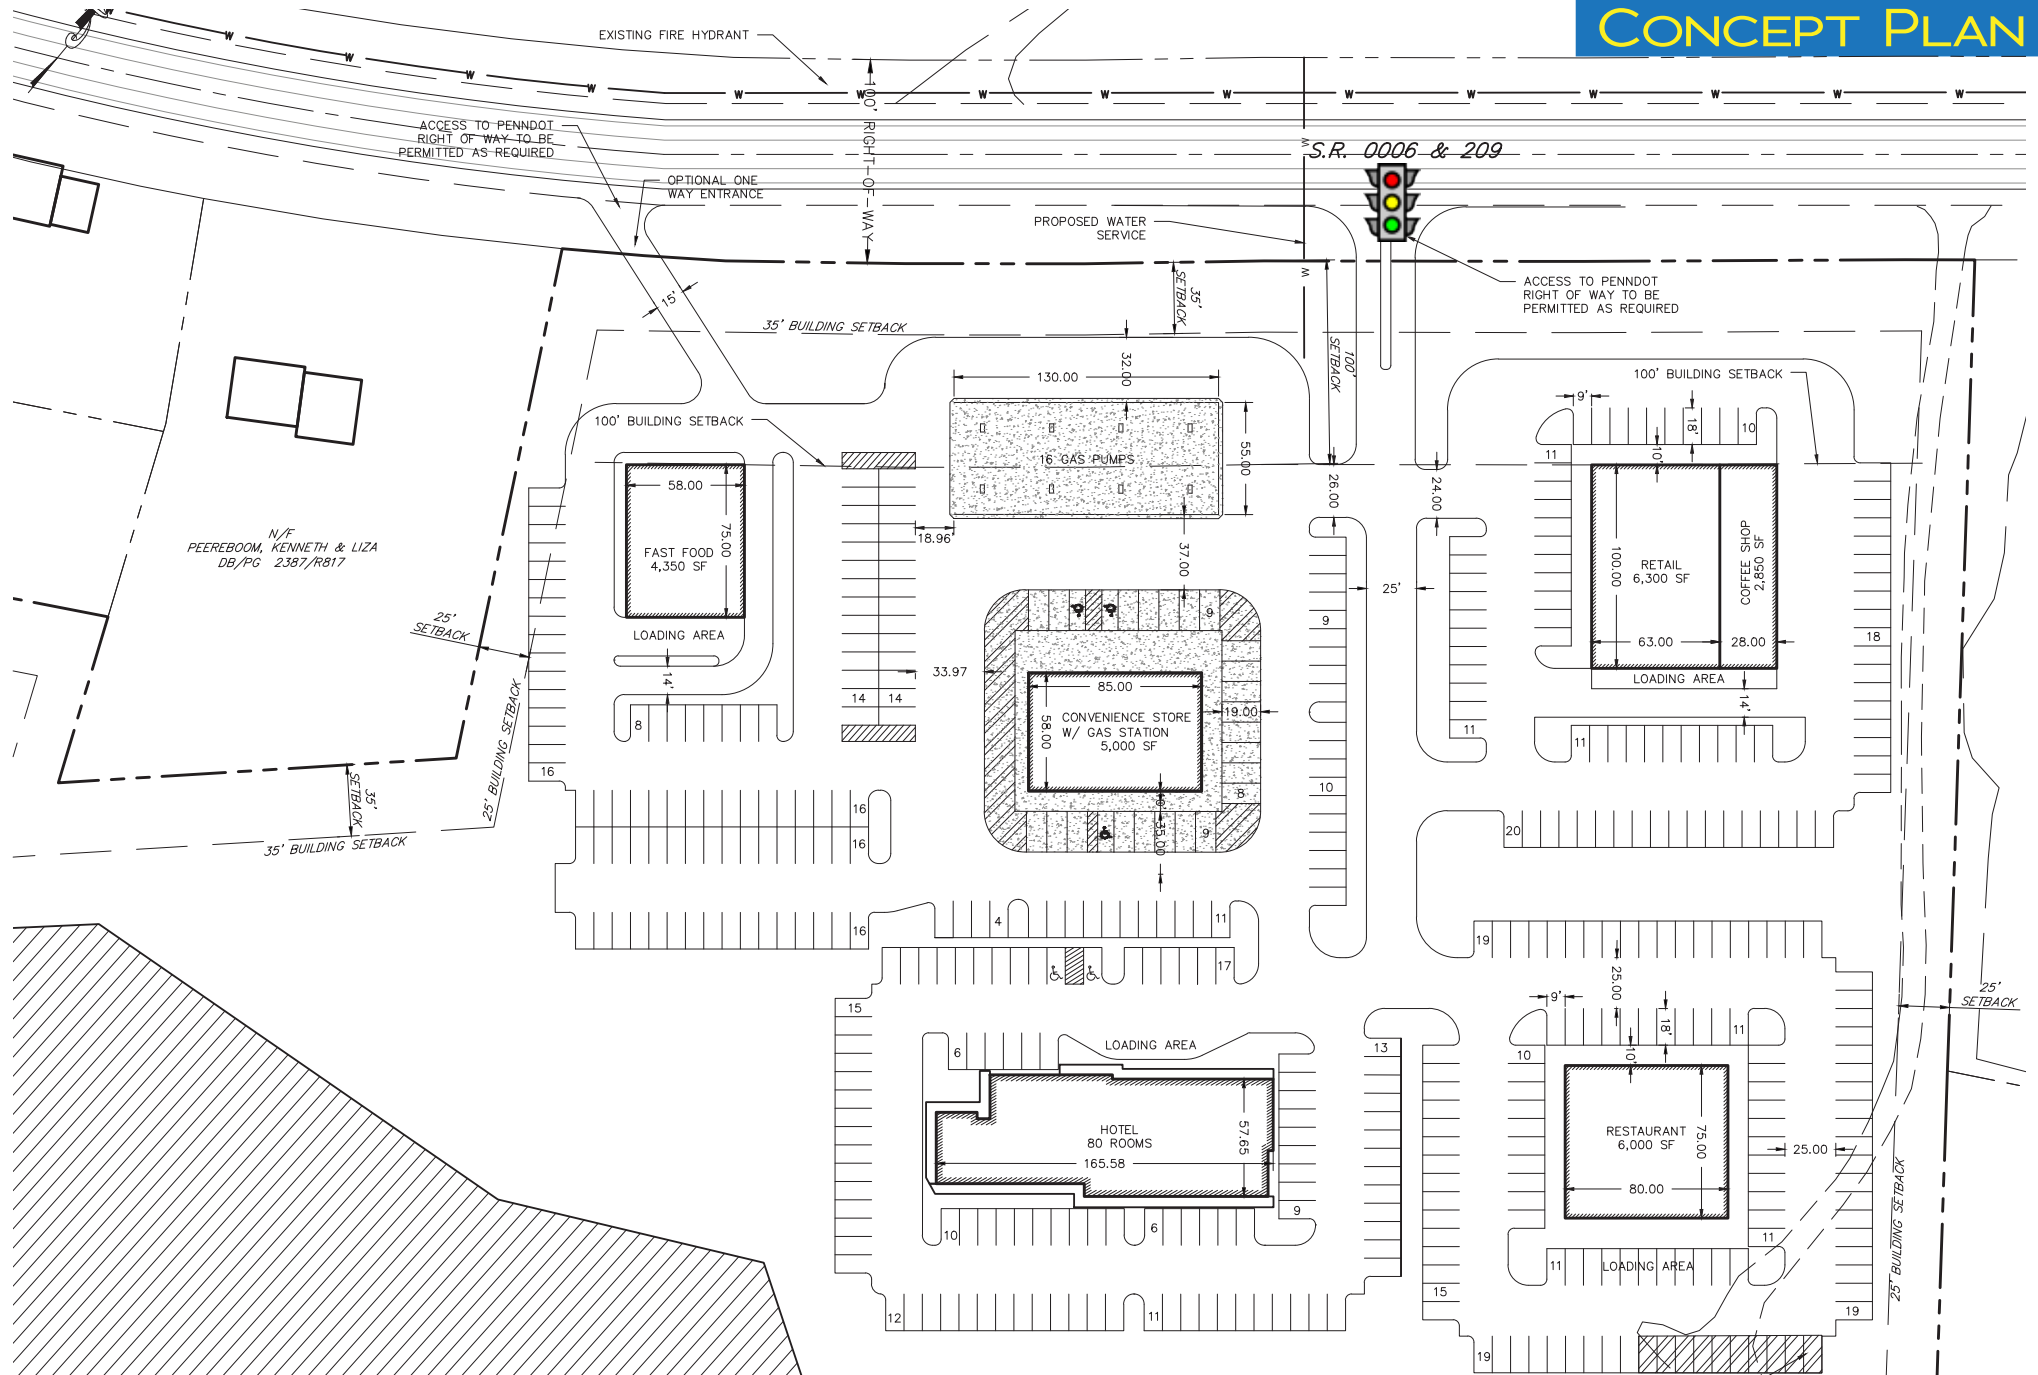 CONCEPT PLAN
EXISTING FIRE HYDRANT
W W W W W W W W W W W W W W W
100' RIGHT-OF-WAY
ACCESS TO PENNDOT
RIGHT OF WAY TO BE
PERMITTED AS REQUIRED
S.R. 0006 & 209
OPTIONAL ONE
WAY ENTRANCE
PROPOSED WATER
SERVICE
W
W
ACCESS TO PENNDOT
RIGHT OF WAY TO BE
PERMITTED AS REQUIRED
15'
35'
SETBACK
35' BUILDING SETBACK
100'
SETBACK
32.00
130.00
100' BUILDING SETBACK
9'
18'
10
10'
11
100' BUILDING SETBACK
16 GAS PUMPS
55.00
58.00
75.00
FAST FOOD
4,350 SF
LOADING AREA
14'
8
18.96'
26.00
24.00
37.00
N/F
PEEREBOOM, KENNETH & LIZA
DB/PG 2387/R817
25'
SETBACK
25' BUILDING SETBACK
16
14 14
33.97
9
85.00
58.00
CONVENIENCE STORE
W/ GAS STATION
5,000 SF
19.00
8
9
35.00
9
25'
10
11
100.00
RETAIL
6,300 SF
COFFEE SHOP
2,850 SF
63.00
28.00
LOADING AREA
14'
11
18
20
35'
SETBACK
35' BUILDING SETBACK
16
16
16
4
11
17
19
15
6
LOADING AREA
13
HOTEL
80 ROOMS
57.65
165.58
9
10
6
12
11
25.00
9'
18'
11
10
10'
RESTAURANT
6,000 SF
75.00
80.00
25.00
11
LOADING AREA
11
15
19
19
25'
SETBACK
25' BUILDING SETBACK